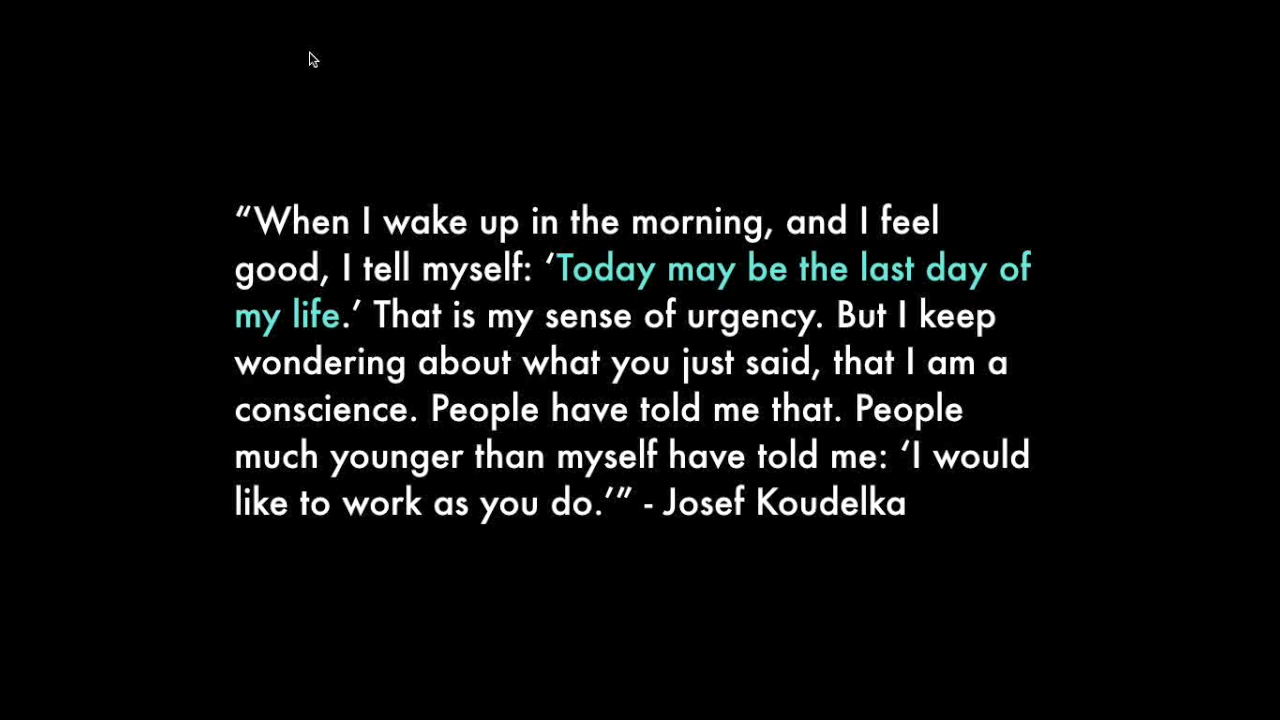 “When I wake up in the morning, and I feel
good, I tell myself: ‘Today may be the last day of
my life.’ That is my sense of urgency. But I keep
wondering about what you just said, that I am a
conscience. People have told me that. People
much younger than myself have told me: ‘I would
like to work as you do.’” - Josef Koudelka